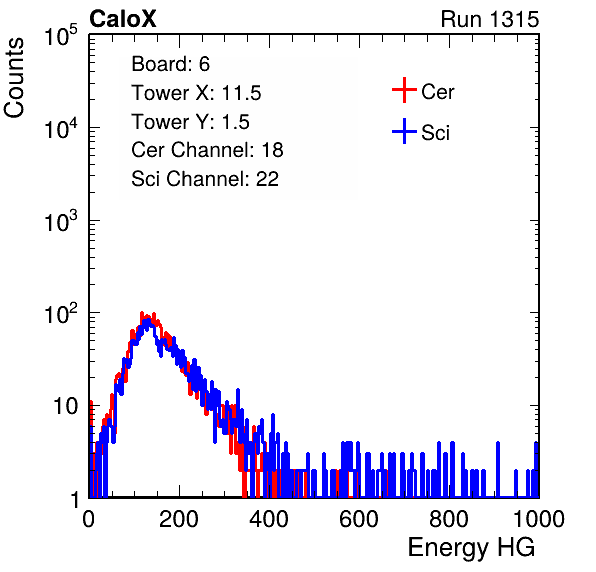 CaloX Run 1315
Counts
Board: 6
Tower X: 11.5
Tower Y: 1.5
Cer Channel: 18
Sci Channel: 22
Cer
Sci
10^5
10^4
10^3
10^2
10
1
0 200 400 600 800 1000
Energy HG